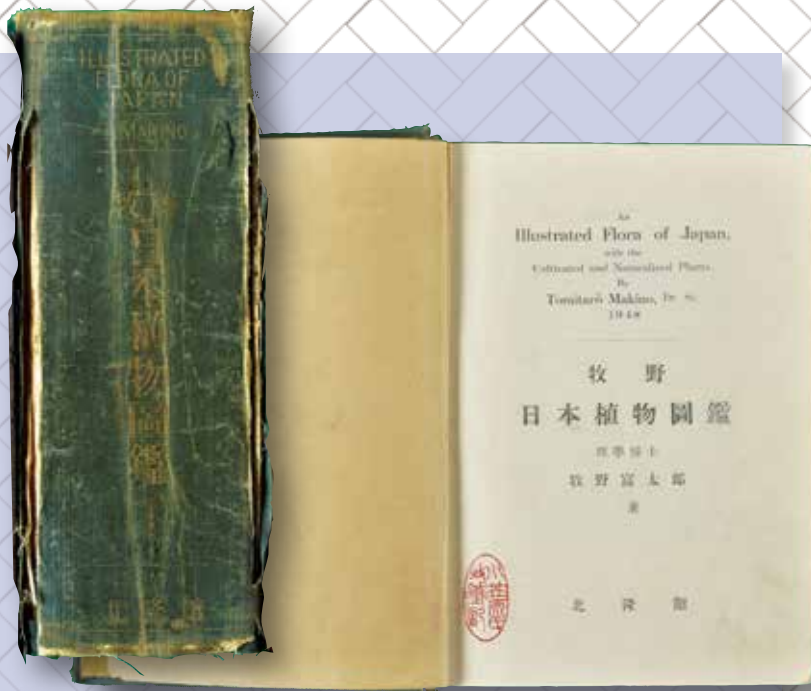 ILLUSTRATED
FLORA OF
JAPAN
MAKINO
日本植物圖鑑
An
Illustrated Flora of Japan,
with the
Cultivated and Naturalized Plants.
By
Tomitarô Makino,
1948
牧野
日本植物圖鑑
理學博士
牧野富太郎
著
北隆館